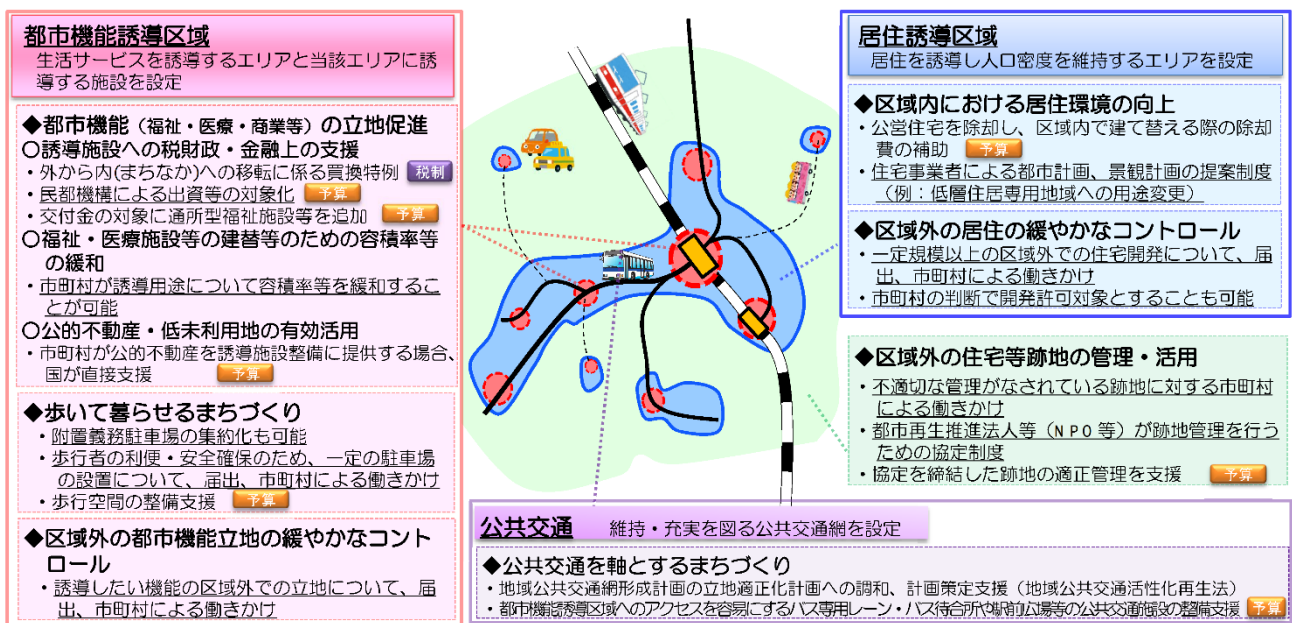 都市機能誘導区域
生活サービスを誘導するエリアと当該エリアに誘
導する施設を設定
◆都市機能（福祉・医療・商業等）の立地促進
○誘導施設への税財政・金融上の支援
・外から内(まちなか)への移転に係る買換特例 税制
・民都機構による出資等の対象化 予算
・交付金の対象に通所型福祉施設等を追加 予算
○福祉・医療施設等の建替等のための容積率等
の緩和
・市町村が誘導用途について容積率等を緩和するこ
とが可能
○公的不動産・低未利用地の有効活用
・市町村が公的不動産を誘導施設整備に提供する場合、
国が直接支援 予算
◆歩いて暮らせるまちづくり
・附置義務駐車場の集約化も可能
・歩行者の利便・安全確保のため、一定の駐車場
の設置について、届出、市町村による働きかけ
・歩行空間の整備支援 予算
◆区域外の都市機能立地の緩やかなコント
ロール
・誘導したい機能の区域外での立地について、届
出、市町村による働きかけ
居住誘導区域
居住を誘導し人口密度を維持するエリアを設定
◆区域内における居住環境の向上
・公営住宅を除却し、区域内で建て替える際の除却
費の補助 予算
・住宅事業者による都市計画、景観計画の提案制度
（例：低層住居専用地域への用途変更）
◆区域外の居住の緩やかなコントロール
・一定規模以上の区域外での住宅開発について、届
出、市町村による働きかけ
・市町村の判断で開発許可対象とすることも可能
◆区域外の住宅等跡地の管理・活用
・不適切な管理がなされている跡地に対する市町村
による働きかけ
・都市再生推進法人等（ＮＰＯ等）が跡地管理を行う
ための協定制度
・協定を締結した跡地の適正管理を支援 予算
公共交通 維持・充実を図る公共交通網を設定
◆公共交通を軸とするまちづくり
・地域公共交通網形成計画の立地適正化計画への調和、計画策定支援（地域公共交通活性化再生法）
・都市機能誘導区域へのアクセスを容易にするバス専用レーン・バス待合所や駅前広場等の公共交通施設の整備支援 予算